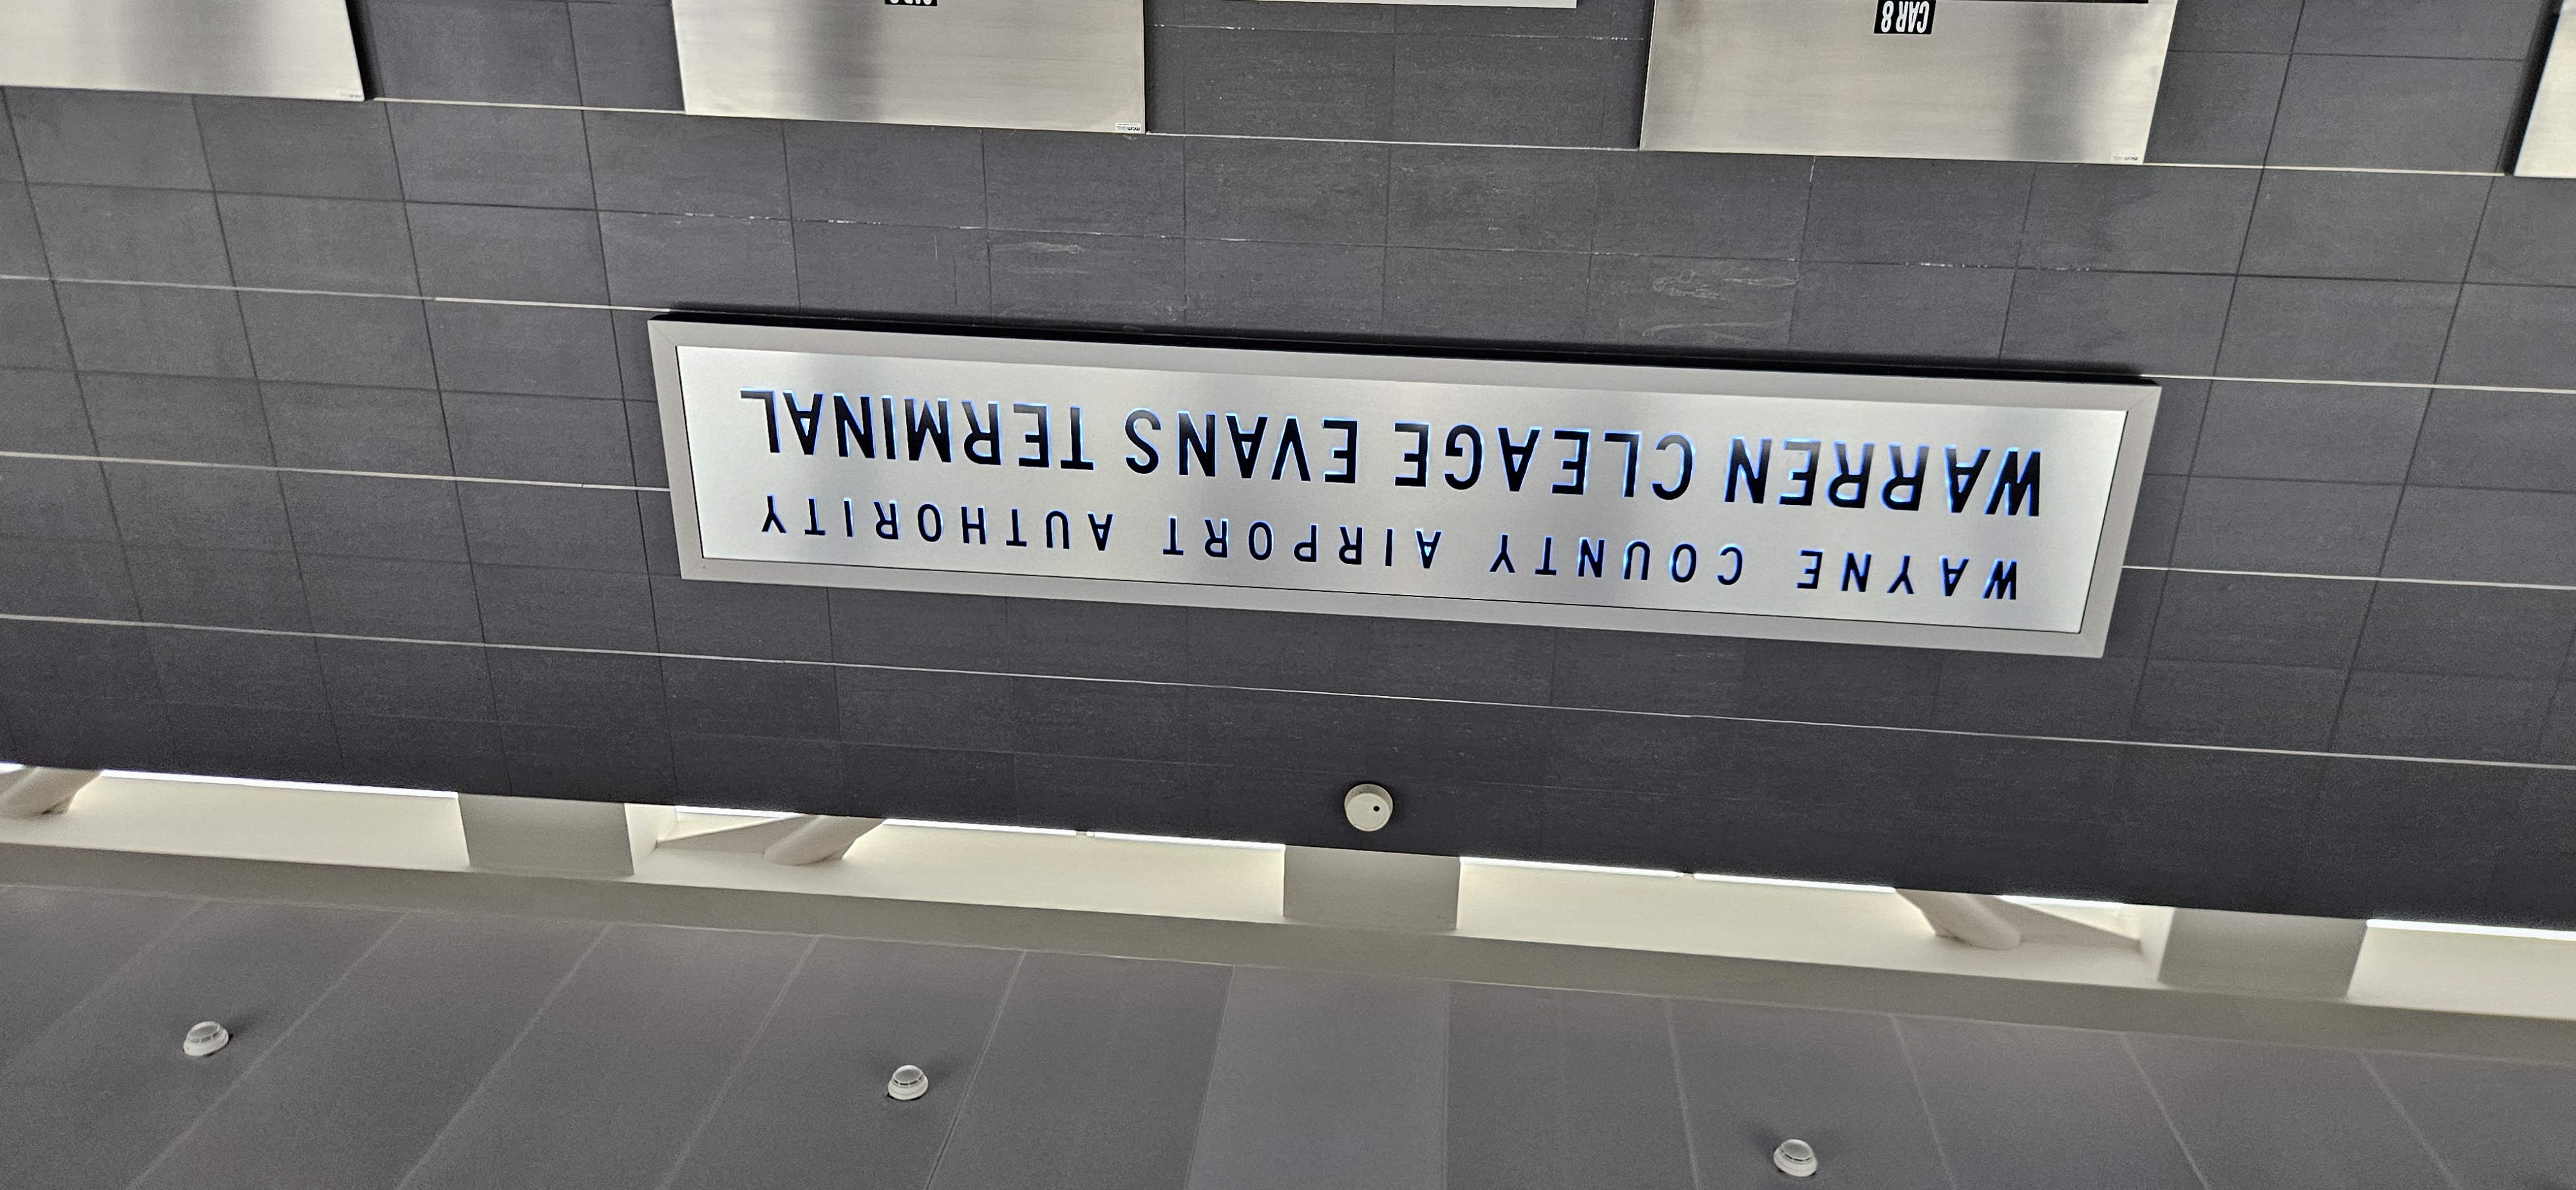 WAYNE COUNTY AIRPORT AUTHORITY
WARREN CLEAGE EVANS TERMINAL
CAR 8